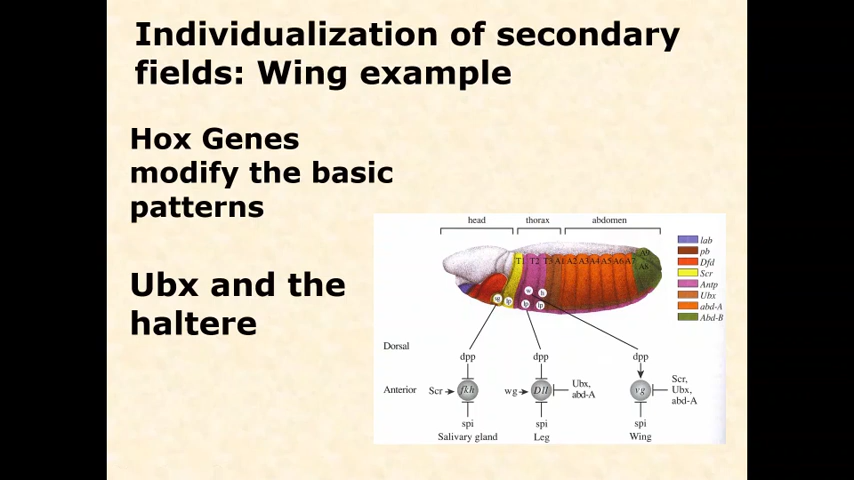 Individualization of secondary
fields: Wing example
Hox Genes
modify the basic
patterns
Ubx and the
haltere
head thorax abdomen
T1 T2 T3 A1 A2 A3 A4 A5 A6 A7 A8 A9
lab
pb
Dfd
Scr
Antp
Ubx
abd-A
Abd-B
w h
Dorsal
dpp dpp dpp
Anterior Scr fkh wg Dll Ubx, abd-A vg Scr, Ubx, abd-A
spi spi spi
Salivary gland Leg Wing